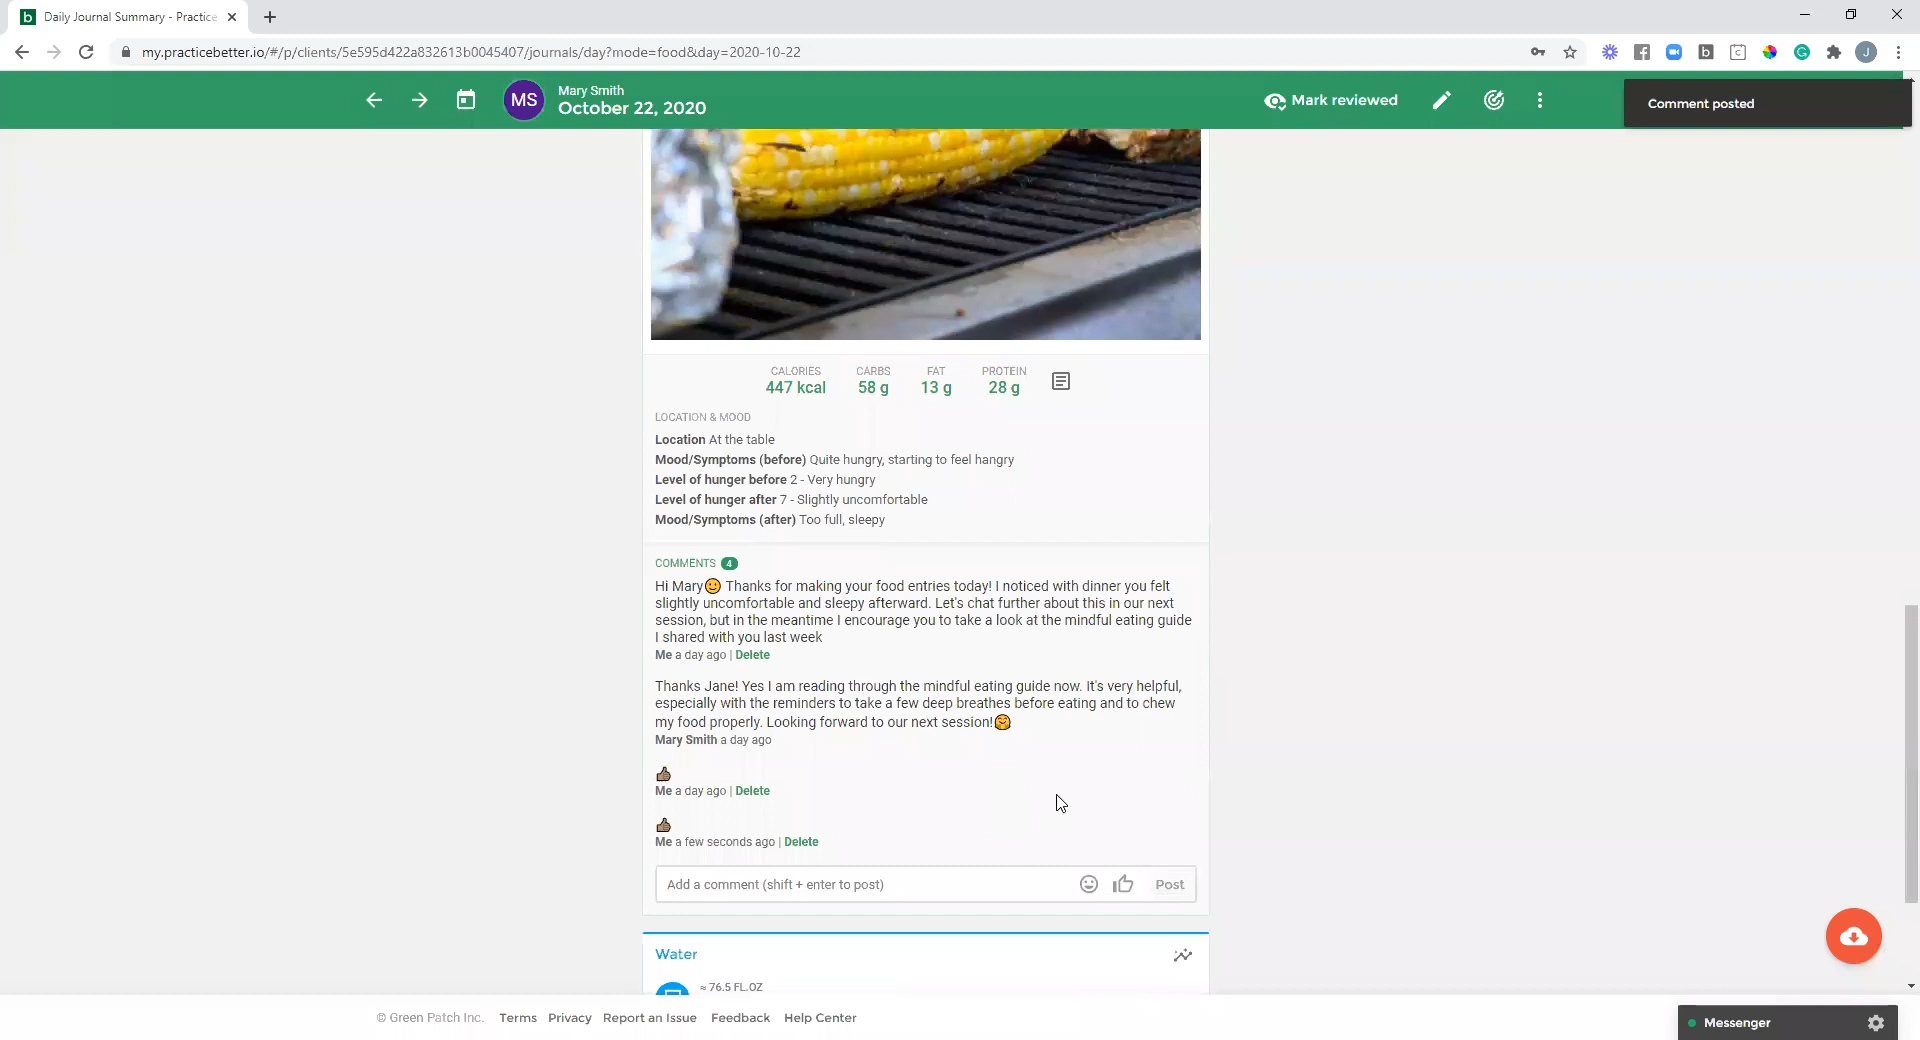 Daily Journal Summary - Practice
my.practicebetter.io/#/p/clients/5e595d422a832613b0045407/journals/day?mode=food&day=2020-10-22
J
MS
Mary Smith
October 22, 2020
Mark reviewed
Comment posted
CALORIES
447 kcal
CARBS
58 g
FAT
13 g
PROTEIN
28 g
LOCATION & MOOD
Location At the table
Mood/Symptoms (before) Quite hungry, starting to feel hangry
Level of hunger before 2 - Very hungry
Level of hunger after 7 - Slightly uncomfortable
Mood/Symptoms (after) Too full, sleepy
COMMENTS 4
Hi Mary🙂 Thanks for making your food entries today! I noticed with dinner you felt
slightly uncomfortable and sleepy afterward. Let's chat further about this in our next
session, but in the meantime I encourage you to take a look at the mindful eating guide
I shared with you last week
Me a day ago | Delete
Thanks Jane! Yes I am reading through the mindful eating guide now. It's very helpful,
especially with the reminders to take a few deep breathes before eating and to chew
my food properly. Looking forward to our next session!🤗
Mary Smith a day ago
👍🏽
Me a day ago | Delete
👍🏽
Me a few seconds ago | Delete
Add a comment (shift + enter to post)
Post
Water
≈ 76.5 FL.OZ
© Green Patch Inc. Terms Privacy Report an Issue Feedback Help Center
Messenger